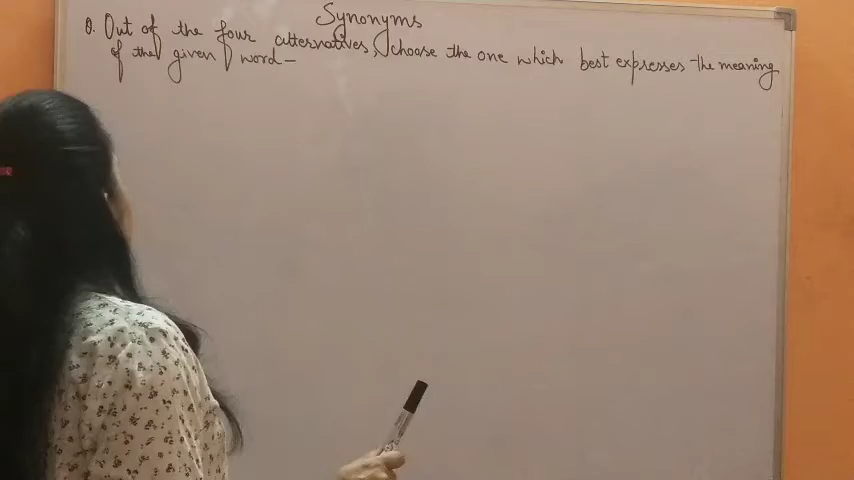 Synonyms
Q. Out of the four alternatives, choose the one which best expresses the meaning
of the given word-